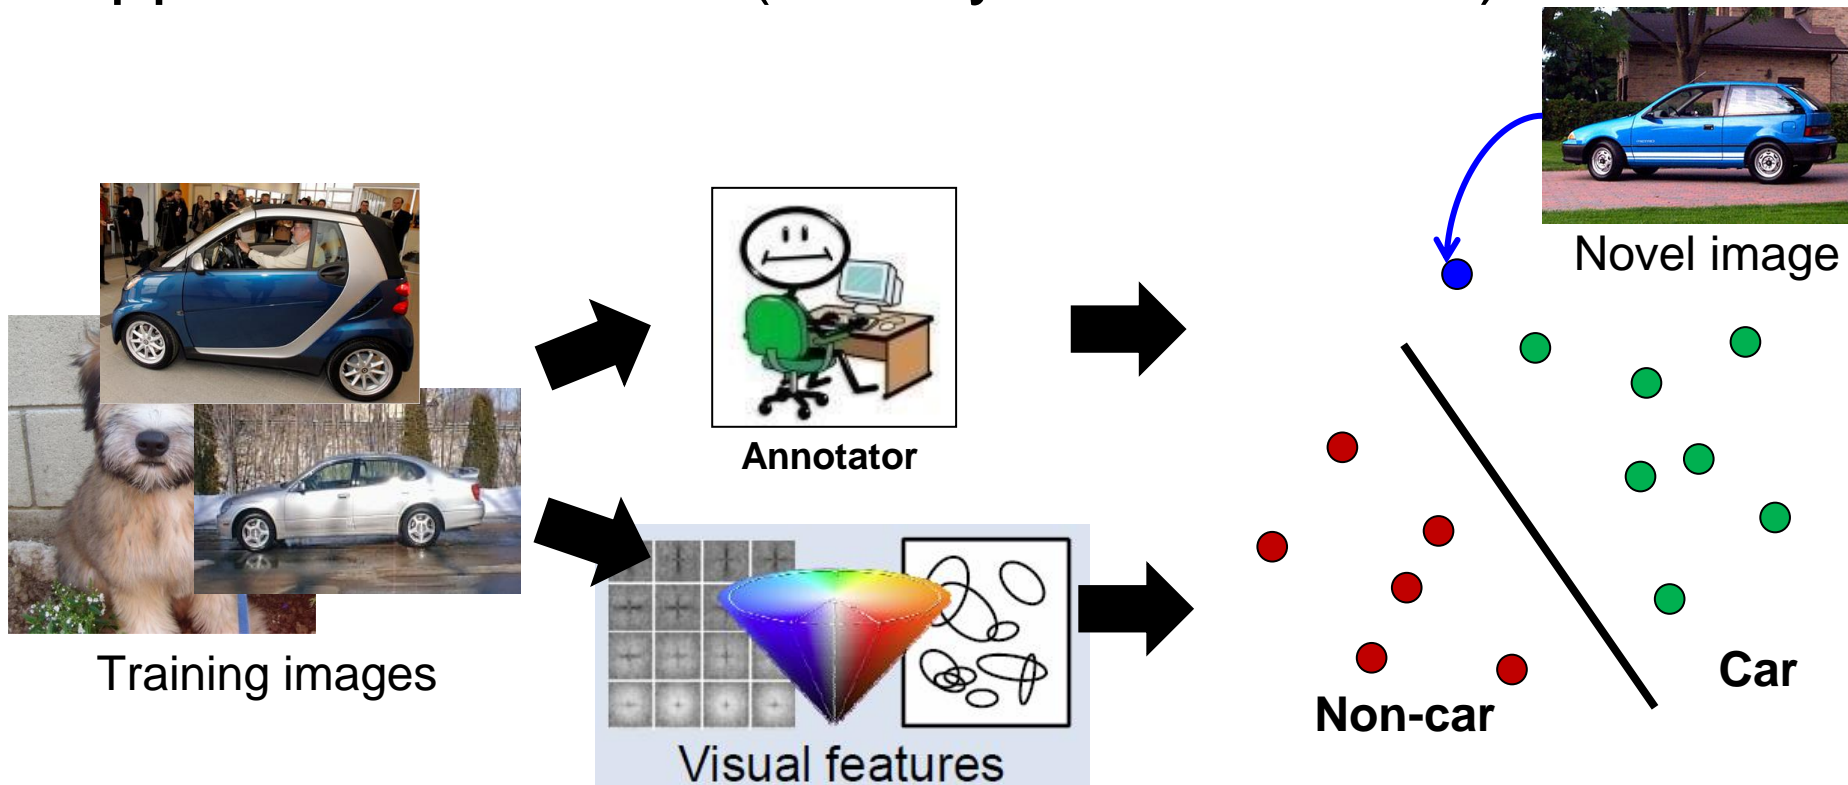 Novel image
Annotator
Training images
Visual features
Non-car
Car